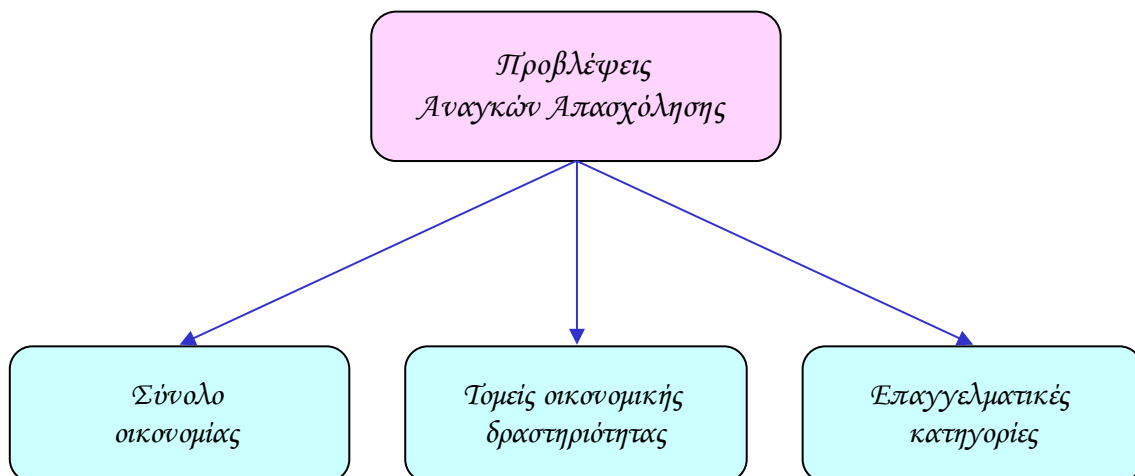 Προβλέψεις
Αναγκών Απασχόλησης
Σύνολο
οικονομίας
Τομείς οικονομικής
δραστηριότητας
Επαγγελματικές
κατηγορίες